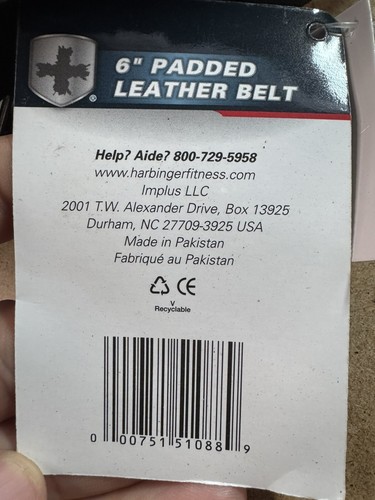 6" PADDED
LEATHER BELT
®
Help? Aide? 800-729-5958
www.harbingerfitness.com
Implus LLC
2001 T.W. Alexander Drive, Box 13925
Durham, NC 27709-3925 USA
Made in Pakistan
Fabriqué au Pakistan
CE
V
Recyclable
0 00751 51088 9